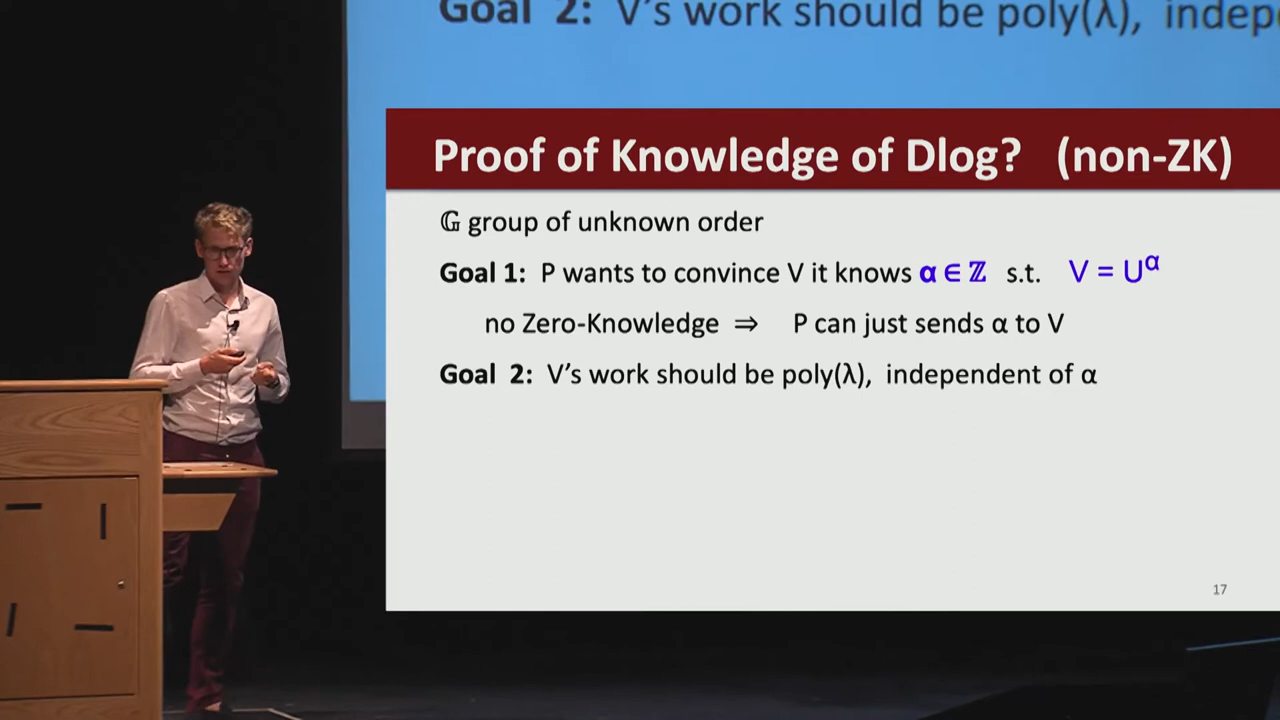 Goal 2: V's work should be poly(λ), indep
Proof of Knowledge of Dlog? (non-ZK)
𝔾 group of unknown order
Goal 1: P wants to convince V it knows α ∈ ℤ s.t. V = U^α
no Zero-Knowledge ⇒ P can just sends α to V
Goal 2: V's work should be poly(λ), independent of α
17